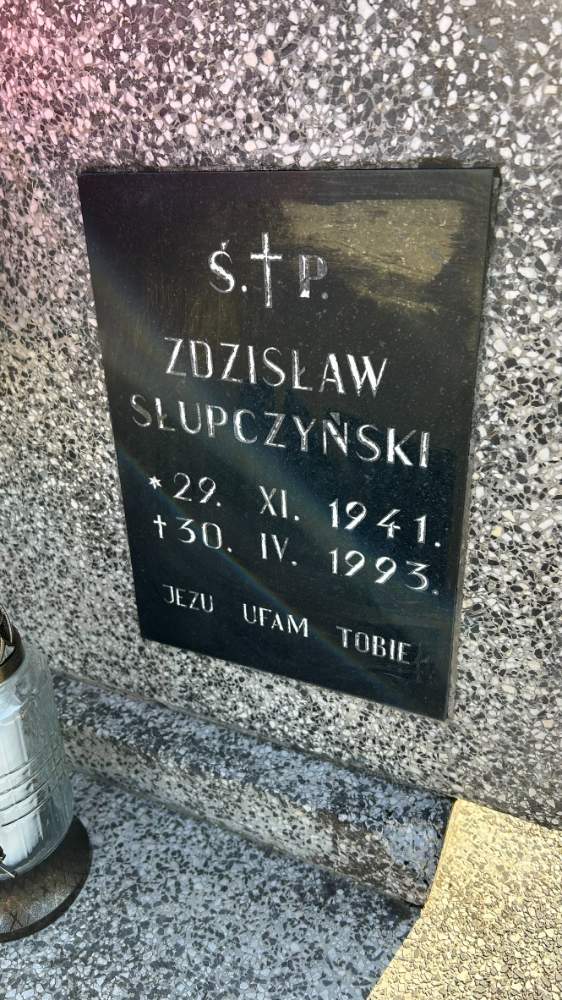 Ś.†P.
ZDZISŁAW
SŁUPCZYŃSKI
*29. XI. 1941.
†30. IV. 1993.
JEZU UFAM TOBIE